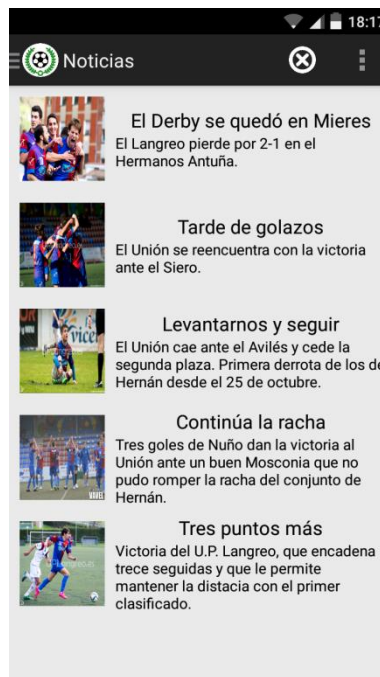 18:17
Noticias
El Derby se quedó en Mieres
El Langreo pierde por 2-1 en el
Hermanos Antuña.
Tarde de golazos
El Unión se reencuentra con la victoria
ante el Siero.
Levantarnos y seguir
El Unión cae ante el Avilés y cede la
segunda plaza. Primera derrota de los de
Hernán desde el 25 de octubre.
Continúa la racha
Tres goles de Nuño dan la victoria al
Unión ante un buen Mosconia que no
pudo romper la racha del conjunto de
Hernán.
VAVEL
Tres puntos más
Victoria del U.P. Langreo, que encadena
trece seguidas y que le permite
mantener la distacia con el primer
clasificado.